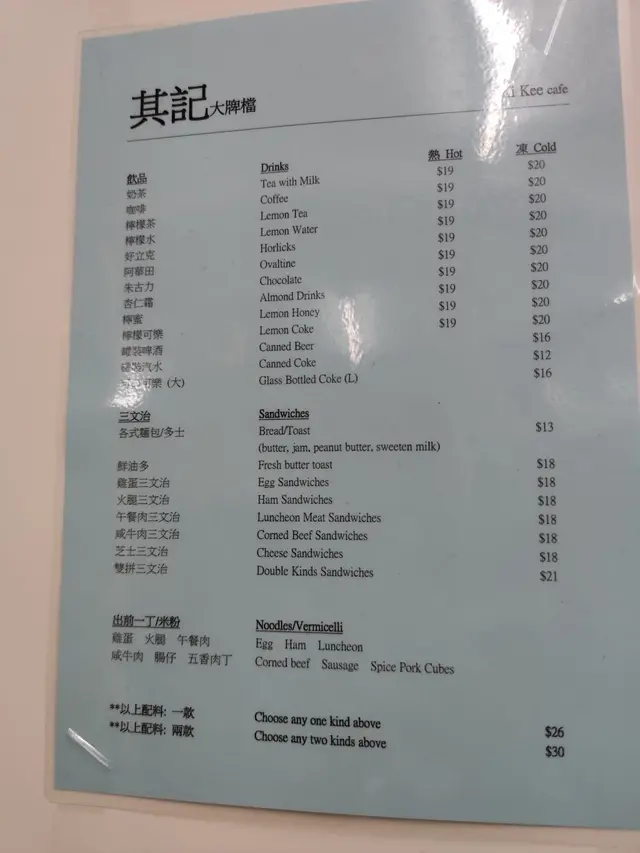 其記大牌檔 Kee cafe
飲品 Drinks 熱 Hot 凍 Cold
奶茶 Tea with Milk $19 $20
咖啡 Coffee $19 $20
檸檬茶 Lemon Tea $19 $20
檸檬水 Lemon Water $19 $20
好立克 Horlicks $19 $20
阿華田 Ovaltine $19 $20
朱古力 Chocolate $19 $20
杏仁霜 Almond Drinks $19 $20
檸蜜 Lemon Honey $19 $20
檸檬可樂 Lemon Coke $19 $20
罐裝啤酒 Canned Beer $16
罐裝汽水 Canned Coke $12
可樂 (大) Glass Bottled Coke (L) $16
三文治 Sandwiches
各式麵包/多士 Bread/Toast $13
(butter, jam, peanut butter, sweeten milk)
鮮油多 Fresh butter toast $18
雞蛋三文治 Egg Sandwiches $18
火腿三文治 Ham Sandwiches $18
午餐肉三文治 Luncheon Meat Sandwiches $18
咸牛肉三文治 Corned Beef Sandwiches $18
芝士三文治 Cheese Sandwiches $18
雙拼三文治 Double Kinds Sandwiches $21
出前一丁/米粉 Noodles/Vermicelli
雞蛋 火腿 午餐肉 Egg Ham Luncheon
咸牛肉 腸仔 五香肉丁 Corned beef Sausage Spice Pork Cubes
**以上配料: 一款 Choose any one kind above $26
**以上配料: 兩款 Choose any two kinds above $30